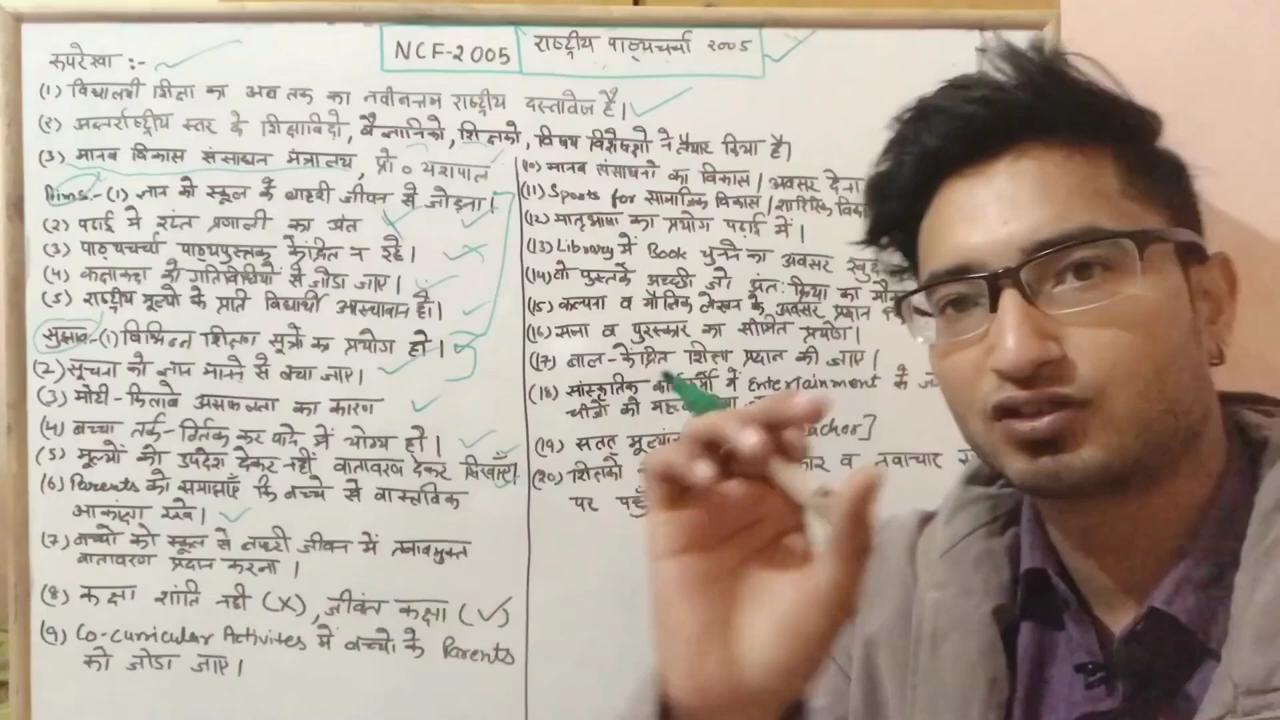 NCF-2005 राष्ट्रीय पाठ्यचर्चा 2005
रुपरेखा :-
(1) विद्यालयी शिक्षा का अब तक का नवीनतम राष्ट्रीय दस्तावेज है।
(२) अन्तर्राष्ट्रीय स्तर के शिक्षाविदो, वैज्ञानिको, शिक्षको, विषय विशेषज्ञो ने तैयार किया है।
(3) मानव विकास संसाधन मंत्रालय, प्रो० यशपाल
Aims:- (1) ज्ञान को स्कूल के बाहरी जीवन से जोड़ना।
(2) पढाई मे रटंत प्रणाली का अंत
(3) पाठ्यचर्चा पाठ्यपुस्तक केंद्रित न रहे।
(4) कक्षाकक्ष को गतिविधियों से जोडा जाए।
(5) राष्ट्रीय मूल्यो के प्रति विद्यार्थी आस्थावान हो।
सुझाव:- (1) विभिन्न शिक्षण सूत्रो का प्रयोग हो।
(2) सूचना को ज्ञान मानने से बचा जाए।
(3) मोटी-किताबे असफलता का कारण
(4) बच्चा तर्क-वितर्क कर पाने में योग्य हो।
(5) मूल्यों को उपदेश देकर नहीं वातावरण देकर सिखाएँ।
(6) Parents को समझाएँ कि बच्चे से वास्तविक
आकांक्षा रखे।
(7) बच्चो को स्कूल से बाहरी जीवन में तनावमुक्त
वातावरण प्रदान करना।
(8) कक्षा शांति नही (X), जीवंत कक्षा (✓)
(9) Co-curricular Activites में बच्चो के Parents
को जोडा जाए।
(10) मानव संसाधनो का विकास / अवसर देना
(11) Sports for सामाजिक विकास / शारीरिक
(12) मातृभाषा का प्रयोग पढ़ाई में।
(13) Library में Book चुनने का अवसर
(14) वो पुस्तके अच्छी जो अंतःक्रिया का
(15) कल्पना व मौलिक लेखन के अवसर प्रदान
(16) सजा व पुरस्कार का सीमित प्रयोग।
(17) बाल-केंद्रित शिक्षा प्रदान की जाए।
(18) सांस्कृतिक में Entertainment के
चीजो को
(19) सतत
(20) शिक्षको व नवाचार
पर